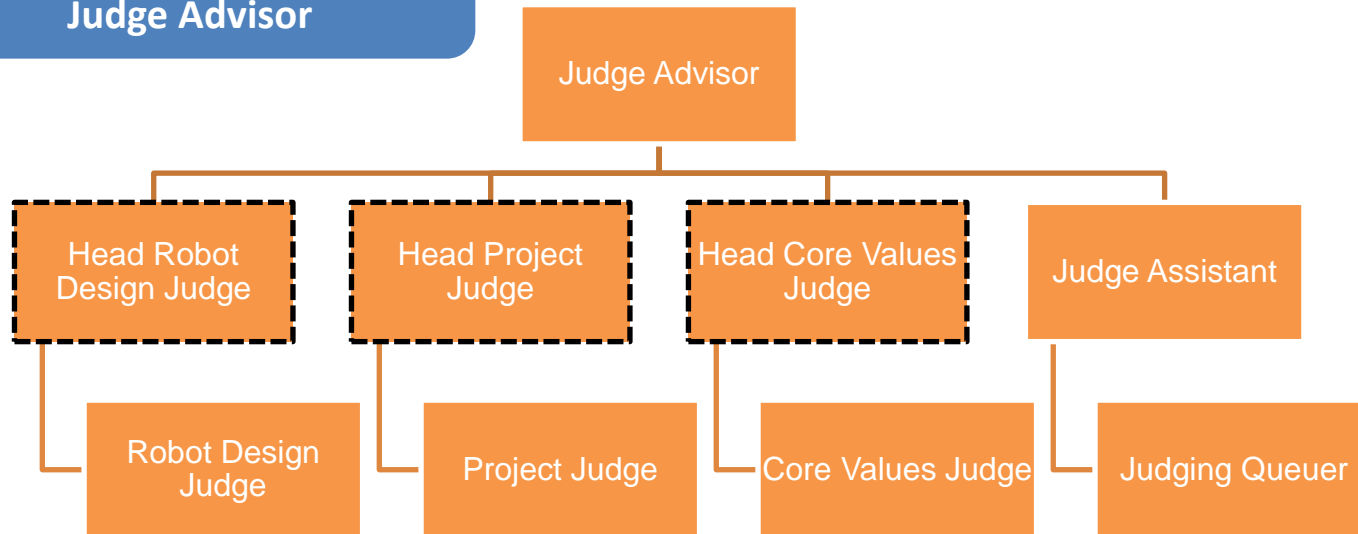 Judge Advisor
Judge Advisor
Head Robot
Design Judge
Head Project
Judge
Head Core Values
Judge
Judge Assistant
Robot Design
Judge
Project Judge
Core Values Judge
Judging Queuer